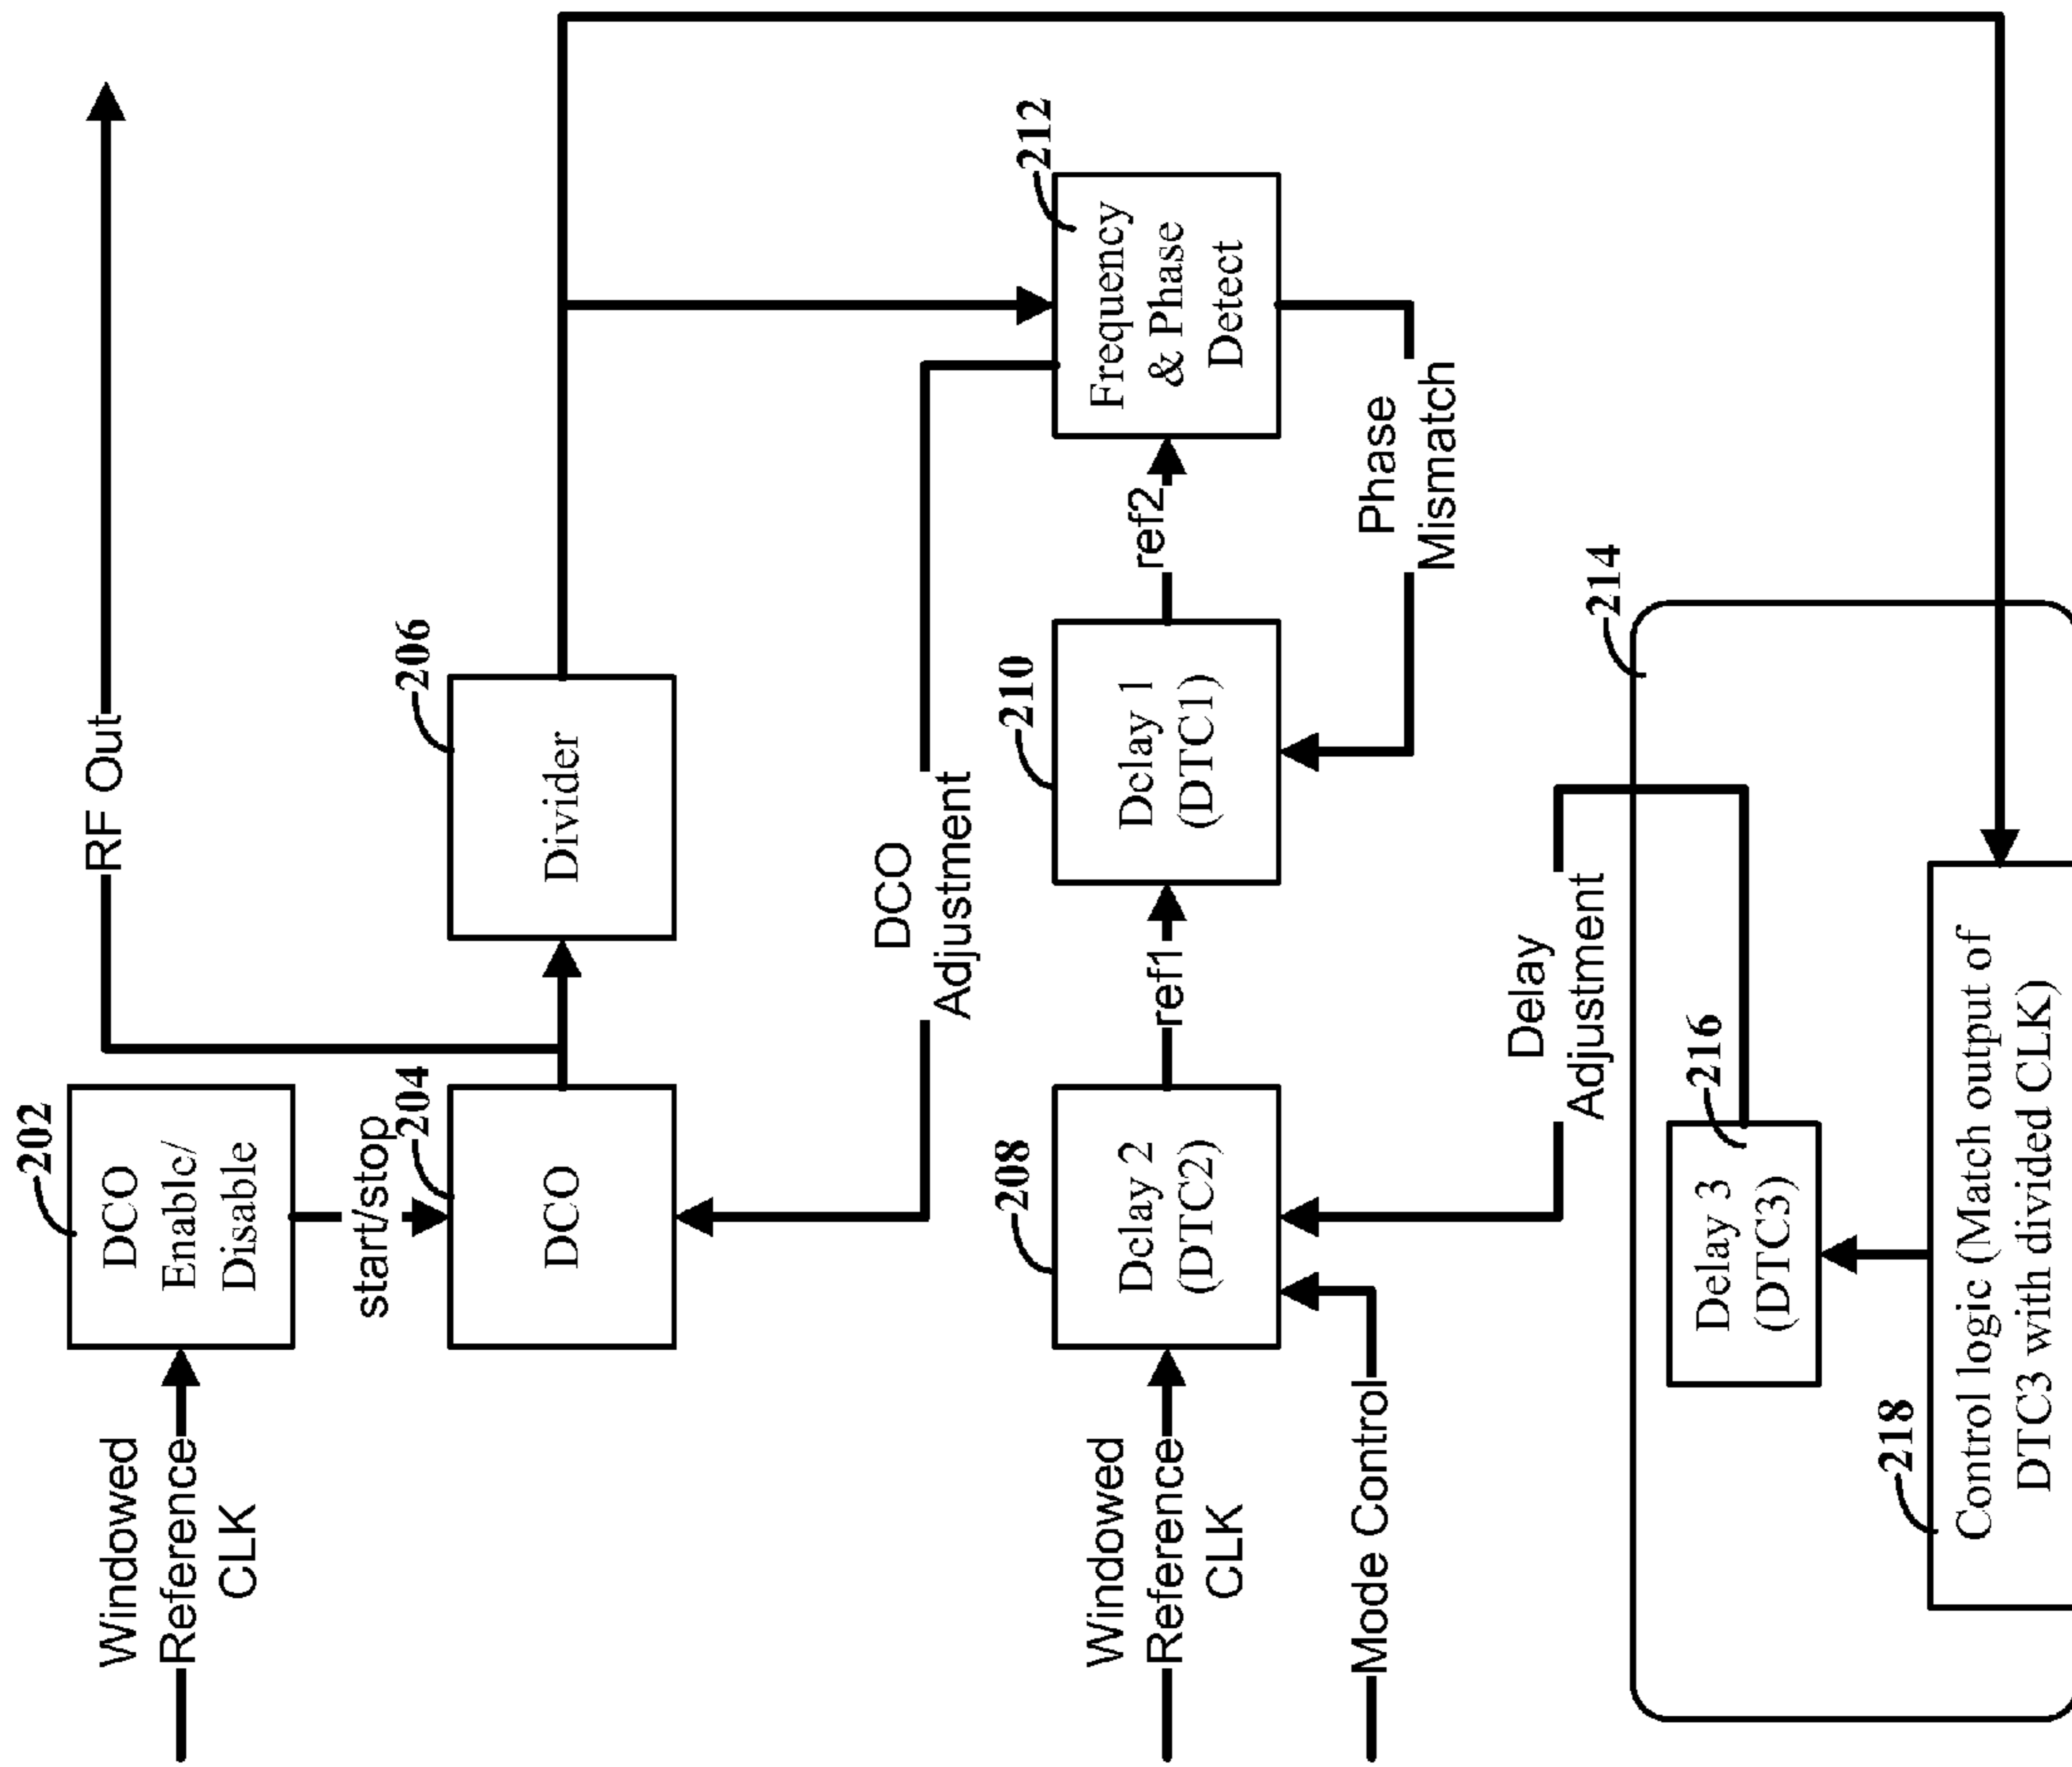 202
Windowed
Reference
CLK
DCO
Enable/
Disable
RF Out
start/stop
204
DCO
206
Divider
DCO
Adjustment
208
Windowed
Reference
CLK
Delay 2
(DTC2)
ref1
210
Delay 1
(DTC1)
ref2
212
Frequency
& Phase
Detect
Mode Control
Phase
Mismatch
Delay
Adjustment
214
216
Delay 3
(DTC3)
218
Control logic (Match output of
DTC3 with divided CLK)